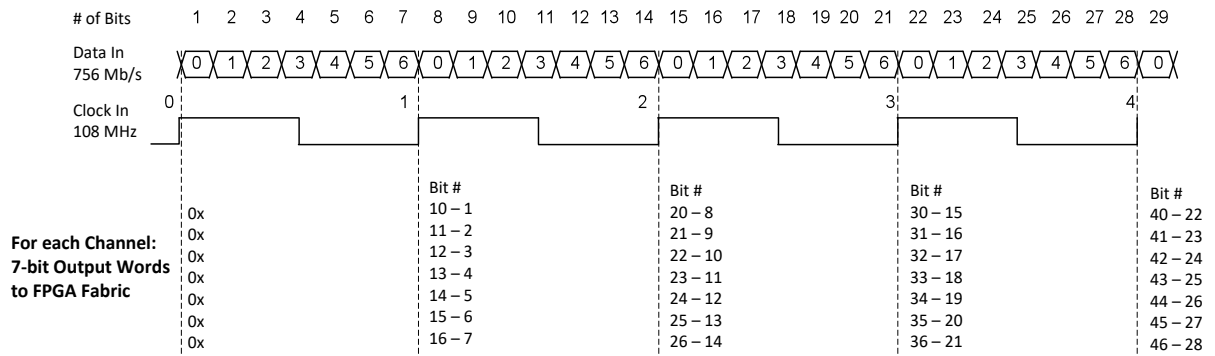 # of Bits 1 2 3 4 5 6 7 8 9 10 11 12 13 14 15 16 17 18 19 20 21 22 23 24 25 26 27 28 29
Data In
756 Mb/s
0 1 2 3 4 5 6 0 1 2 3 4 5 6 0 1 2 3 4 5 6 0 1 2 3 4 5 6 0
0 1 2 3 4
Clock In
108 MHz
For each Channel:
7-bit Output Words
to FPGA Fabric
0x
0x
0x
0x
0x
0x
0x
Bit #
10 – 1
11 – 2
12 – 3
13 – 4
14 – 5
15 – 6
16 – 7
Bit #
20 – 8
21 – 9
22 – 10
23 – 11
24 – 12
25 – 13
26 – 14
Bit #
30 – 15
31 – 16
32 – 17
33 – 18
34 – 19
35 – 20
36 – 21
Bit #
40 – 22
41 – 23
42 – 24
43 – 25
44 – 26
45 – 27
46 – 28